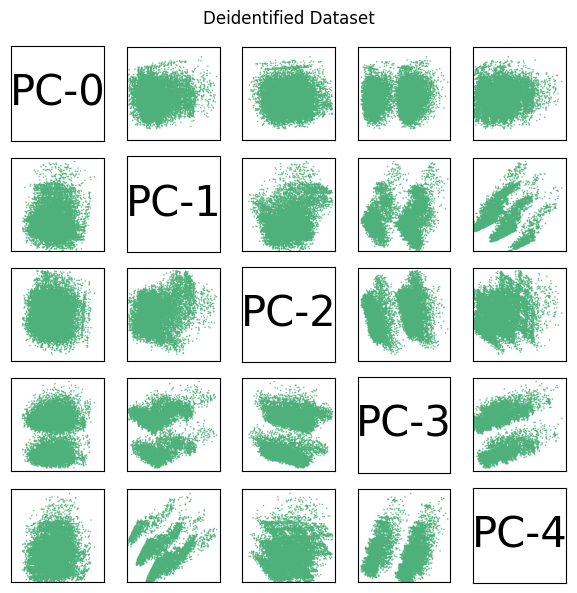 Deidentified Dataset
PC-0
PC-1
PC-2
PC-3
PC-4